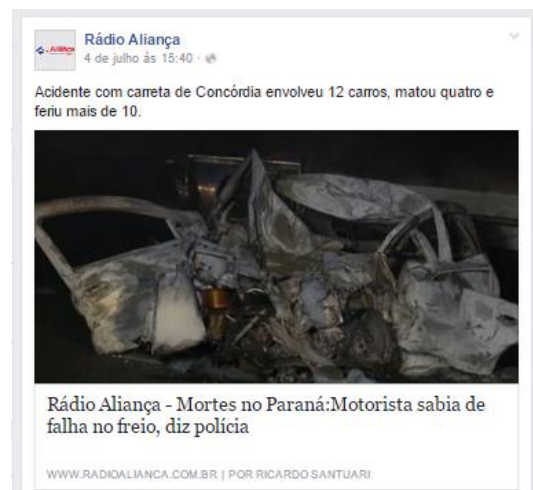 Aliança
Rádio Aliança
4 de julho às 15:40 ·
Acidente com carreta de Concórdia envolveu 12 carros, matou quatro e
feriu mais de 10.
Rádio Aliança - Mortes no Paraná:Motorista sabia de
falha no freio, diz polícia
WWW.RADIOALIANCA.COM.BR | POR RICARDO SANTUARI